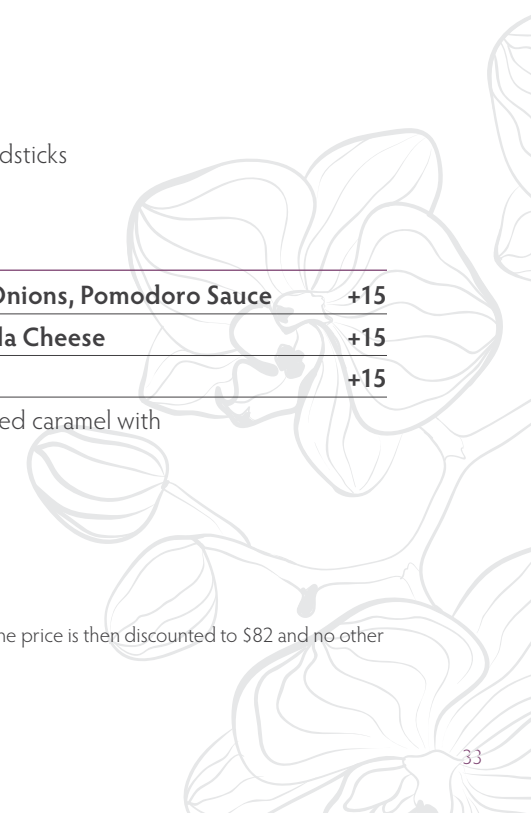 dsticks
Onions, Pomodoro Sauce +15
la Cheese +15
+15
ed caramel with
he price is then discounted to $82 and no other
33